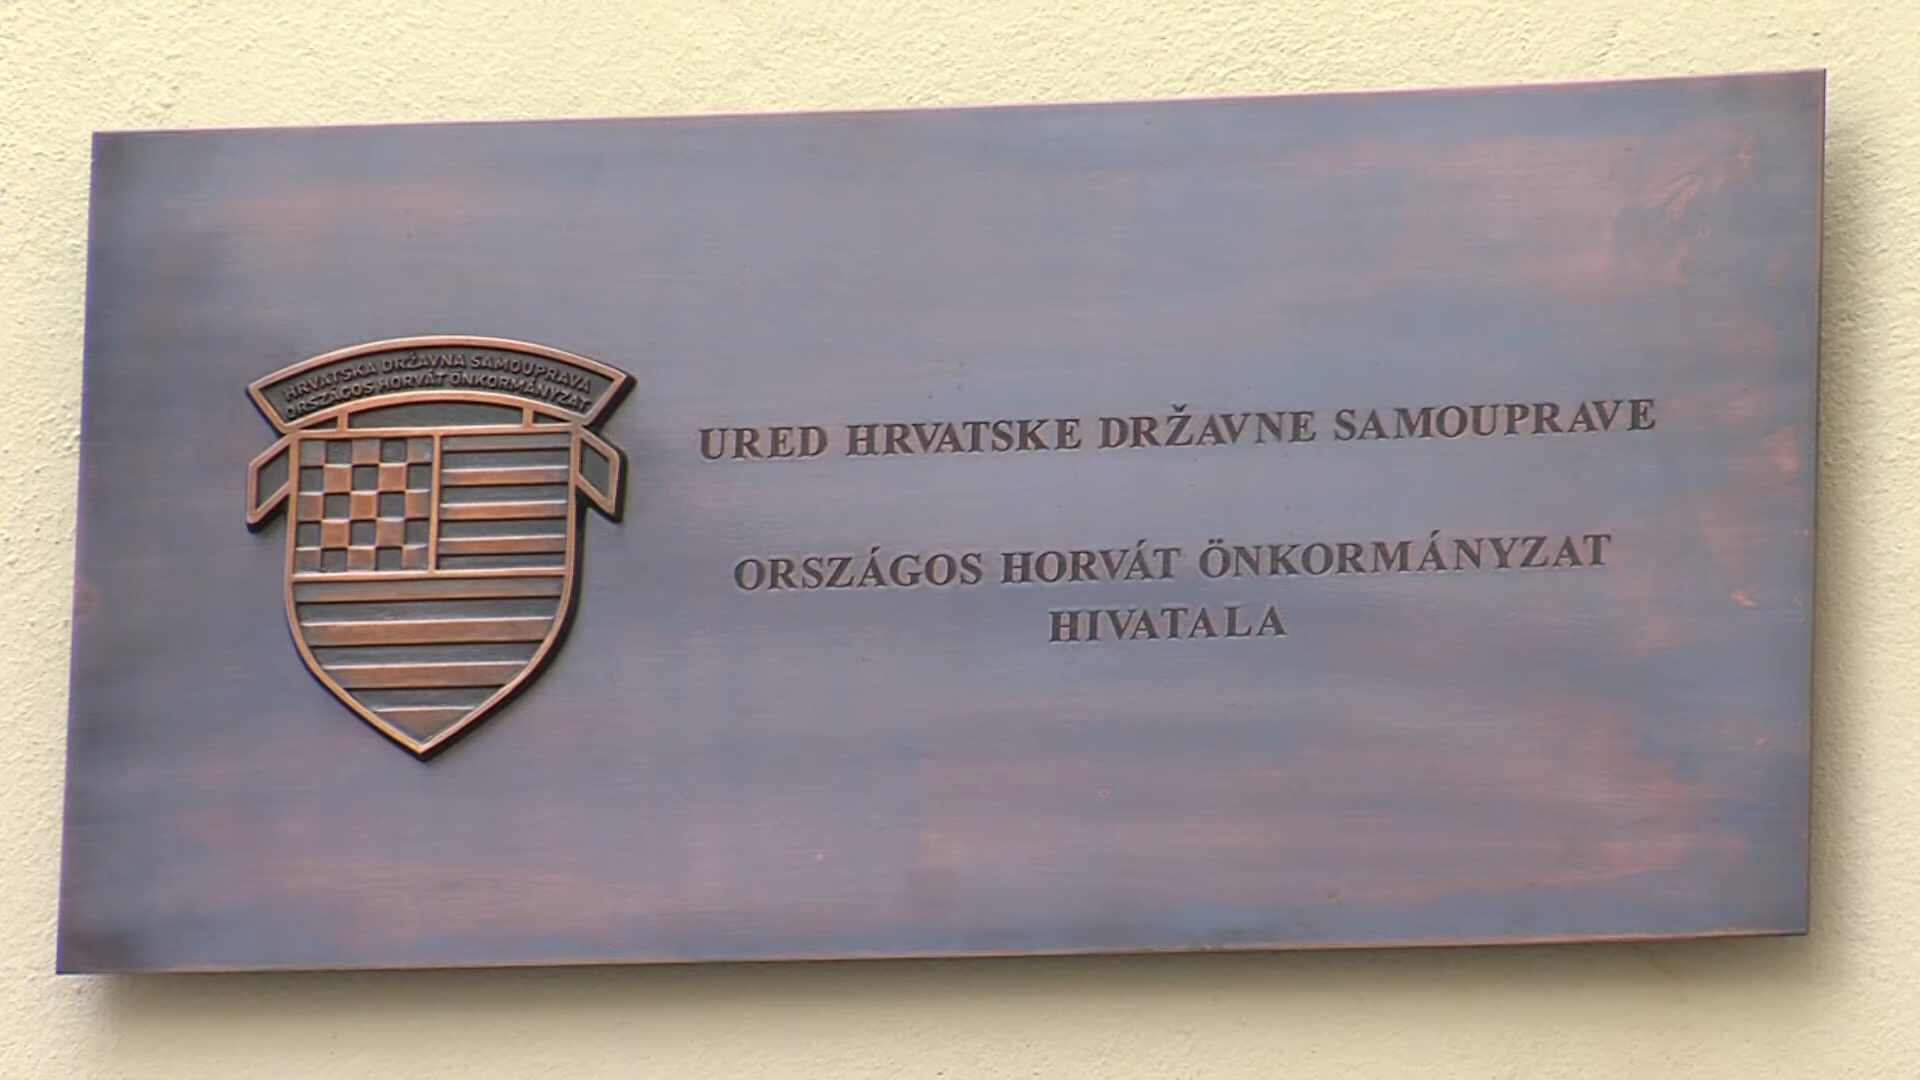 HRVATSKA DRŽAVNA SAMOUPRAVA
ORSZÁGOS HORVÁT ÖNKORMÁNYZAT
URED HRVATSKE DRŽAVNE SAMOUPRAVE
ORSZÁGOS HORVÁT ÖNKORMÁNYZAT
HIVATALA